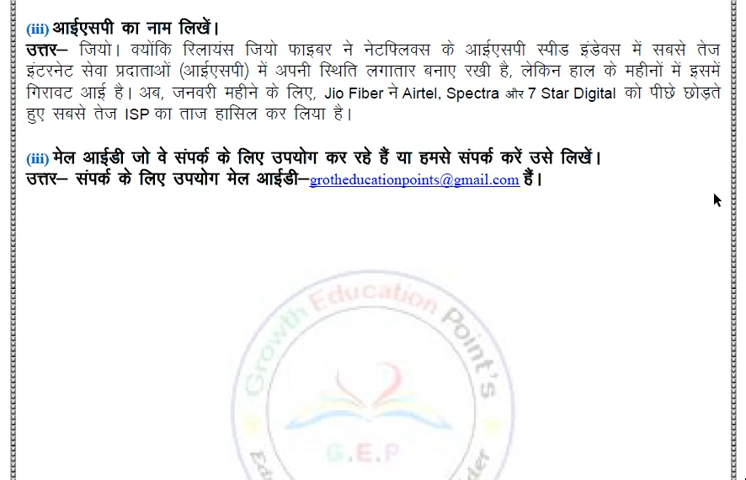 (iii) आईएसपी का नाम लिखें।
उत्तर– जियो। क्योंकि रिलायंस जियो फाइबर ने नेटफ्लिक्स के आईएसपी स्पीड इंडेक्स में सबसे तेज
इंटरनेट सेवा प्रदाताओं (आईएसपी) में अपनी स्थिति लगातार बनाए रखी है, लेकिन हाल के महीनों में इसमें
गिरावट आई है। अब, जनवरी महीने के लिए, Jio Fiber ने Airtel, Spectra और 7 Star Digital को पीछे छोड़ते
हुए सबसे तेज ISP का ताज हासिल कर लिया है।
(iii) मेल आईडी जो वे संपर्क के लिए उपयोग कर रहे हैं या हमसे संपर्क करें उसे लिखें।
उत्तर– संपर्क के लिए उपयोग मेल आईडी–grotheducationpoints@gmail.com हैं।
Growth Education Point's
G.E.P